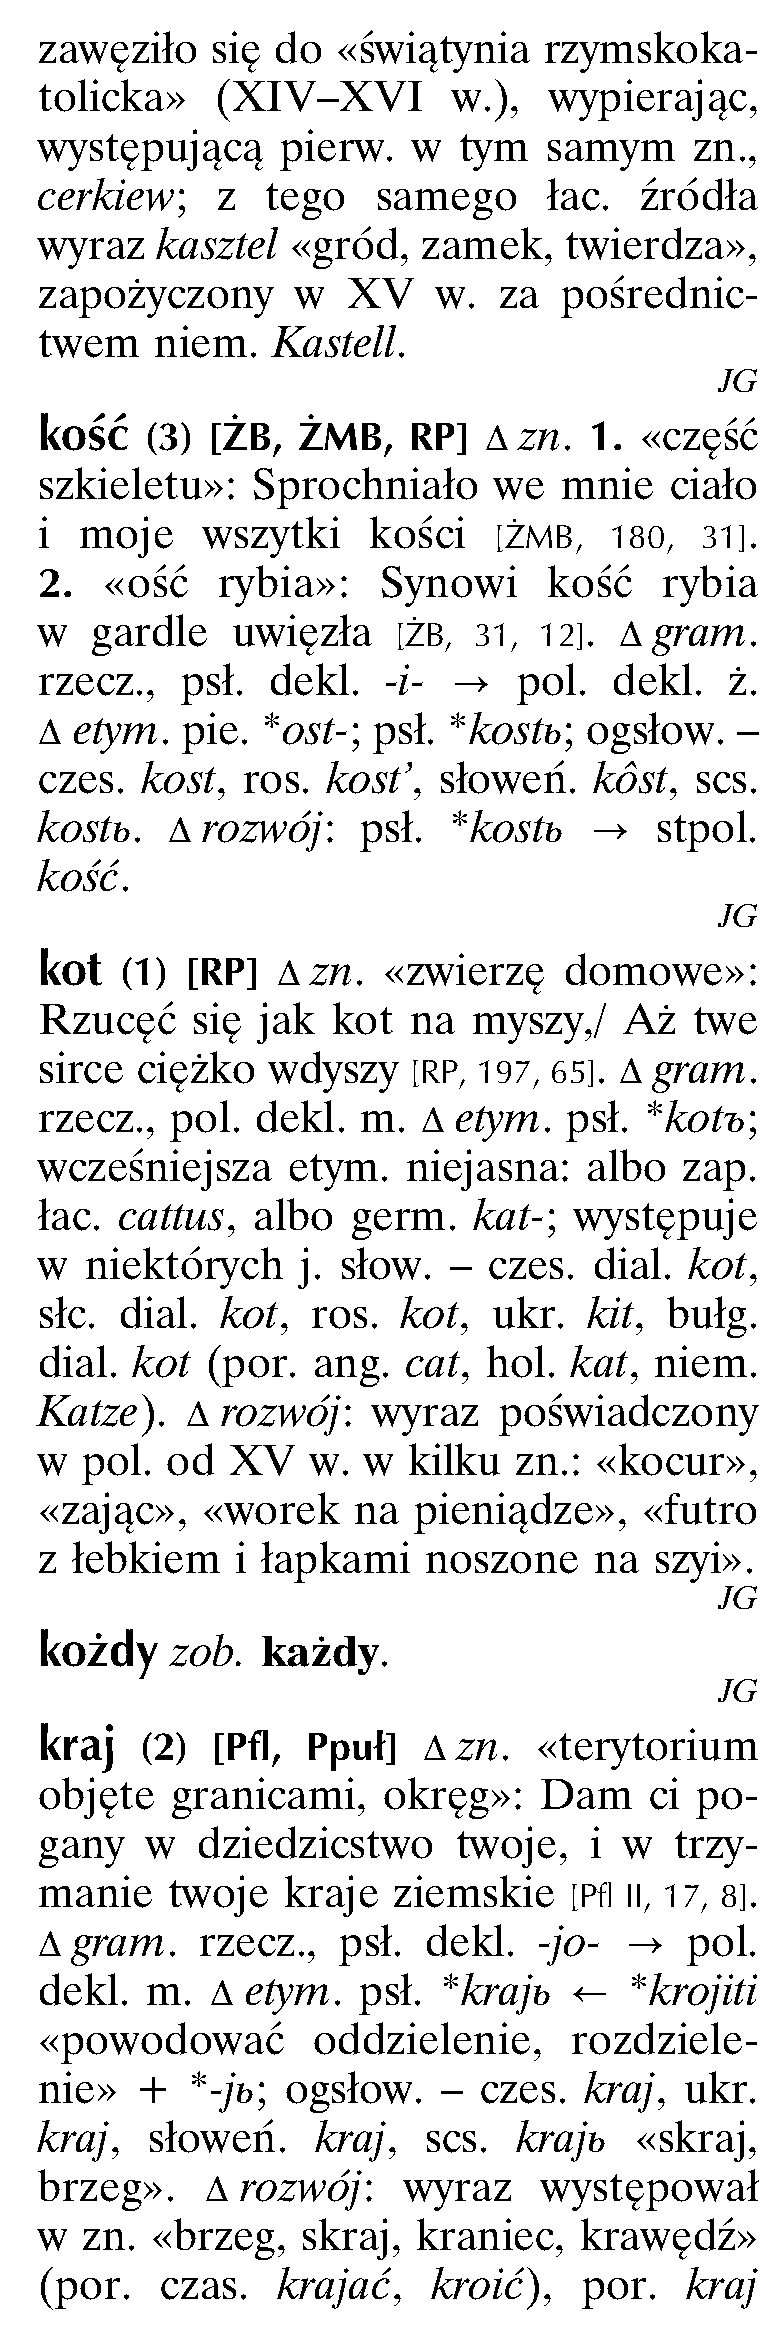 zawęziło się do «świątynia rzymskoka-
tolicka» (XIV–XVI w.), wypierając,
występującą pierw. w tym samym zn.,
cerkiew; z tego samego łac. źródła
wyraz kasztel «gród, zamek, twierdza»,
zapożyczony w XV w. za pośrednic-
twem niem. Kastell.
JG
kość (3) [ŻB, ŻMB, RP] ∆ zn. 1. «część
szkieletu»: Sprochniało we mnie ciało
i moje wszytki kości [ŻMB, 180, 31].
2. «ość rybia»: Synowi kość rybia
w gardle uwięzła [ŻB, 31, 12]. ∆ gram.
rzecz., psł. dekl. -i- → pol. dekl. ż.
∆ etym. pie. *ost-; psł. *kostь; ogsłow. –
czes. kost, ros. kost’, słoweń. kôst, scs.
kostь. ∆ rozwój: psł. *kostь → stpol.
kość.
JG
kot (1) [RP] ∆ zn. «zwierzę domowe»:
Rzucęć się jak kot na myszy,/ Aż twe
sirce ciężko wdyszy [RP, 197, 65]. ∆ gram.
rzecz., pol. dekl. m. ∆ etym. psł. *kotъ;
wcześniejsza etym. niejasna: albo zap.
łac. cattus, albo germ. kat-; występuje
w niektórych j. słow. – czes. dial. kot,
słc. dial. kot, ros. kot, ukr. kit, bułg.
dial. kot (por. ang. cat, hol. kat, niem.
Katze). ∆ rozwój: wyraz poświadczony
w pol. od XV w. w kilku zn.: «kocur»,
«zając», «worek na pieniądze», «futro
z łebkiem i łapkami noszone na szyi».
JG
kożdy zob. każdy.
JG
kraj (2) [Pfl, Ppuł] ∆ zn. «terytorium
objęte granicami, okręg»: Dam ci po-
gany w dziedzicstwo twoje, i w trzy-
manie twoje kraje ziemskie [Pfl II, 17, 8].
∆ gram. rzecz., psł. dekl. -jo- → pol.
dekl. m. ∆ etym. psł. *krajь ← *krojiti
«powodować oddzielenie, rozdziele-
nie» + *-jь; ogsłow. – czes. kraj, ukr.
kraj, słoweń. kraj, scs. krajь «skraj,
brzeg». ∆ rozwój: wyraz występował
w zn. «brzeg, skraj, kraniec, krawędź»
(por. czas. krajać, kroić), por. kraj